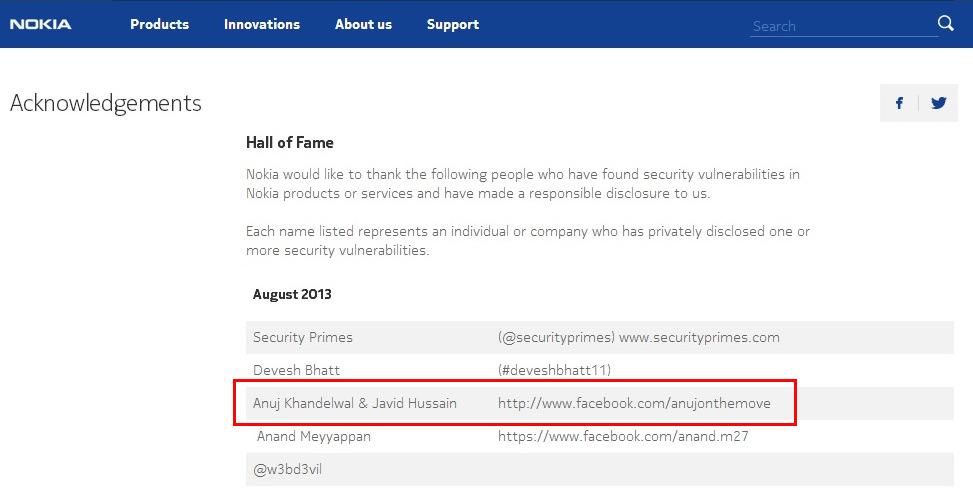 NOKIA Products Innovations About us Support Search
Acknowledgements
Hall of Fame
Nokia would like to thank the following people who have found security vulnerabilities in
Nokia products or services and have made a responsible disclosure to us.
Each name listed represents an individual or company who has privately disclosed one or
more security vulnerabilities.
August 2013
Security Primes (@securityprimes) www.securityprimes.com
Devesh Bhatt (#deveshbhatt11)
Anuj Khandelwal & Javid Hussain http://www.facebook.com/anujonthemove
Anand Meyyappan https://www.facebook.com/anand.m27
@w3bd3vil